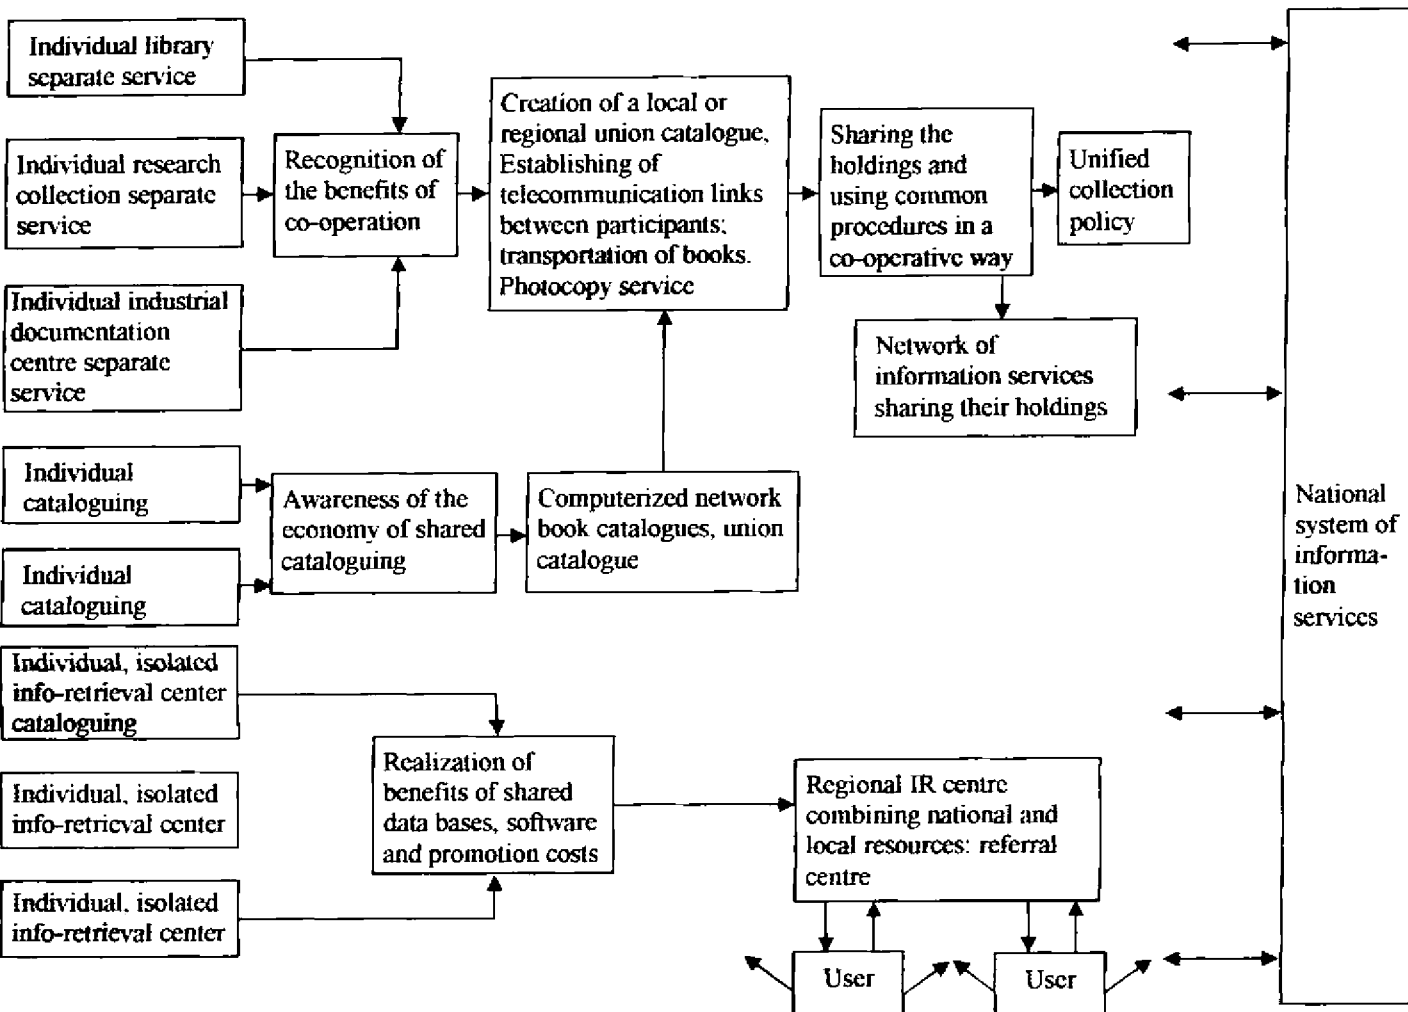 Individual library
separate service
Individual research
collection separate
service
Individual industrial
documentation
centre separate
service
Recognition of
the benefits of
co-operation
Creation of a local or
regional union catalogue,
Establishing of
telecommunication links
between participants;
transportation of books.
Photocopy service
Sharing the
holdings and
using common
procedures in a
co-operative way
Unified
collection
policy
Network of
information services
sharing their holdings
Individual
cataloguing
Individual
cataloguing
Awareness of the
economy of shared
cataloguing
Computerized network
book catalogues, union
catalogue
Individual, isolated
info-retrieval center
cataloguing
Individual, isolated
info-retrieval center
Individual, isolated
info-retrieval center
Realization of
benefits of shared
data bases, software
and promotion costs
Regional IR centre
combining national and
local resources: referral
centre
User
User
National
system of
informa-
tion
services